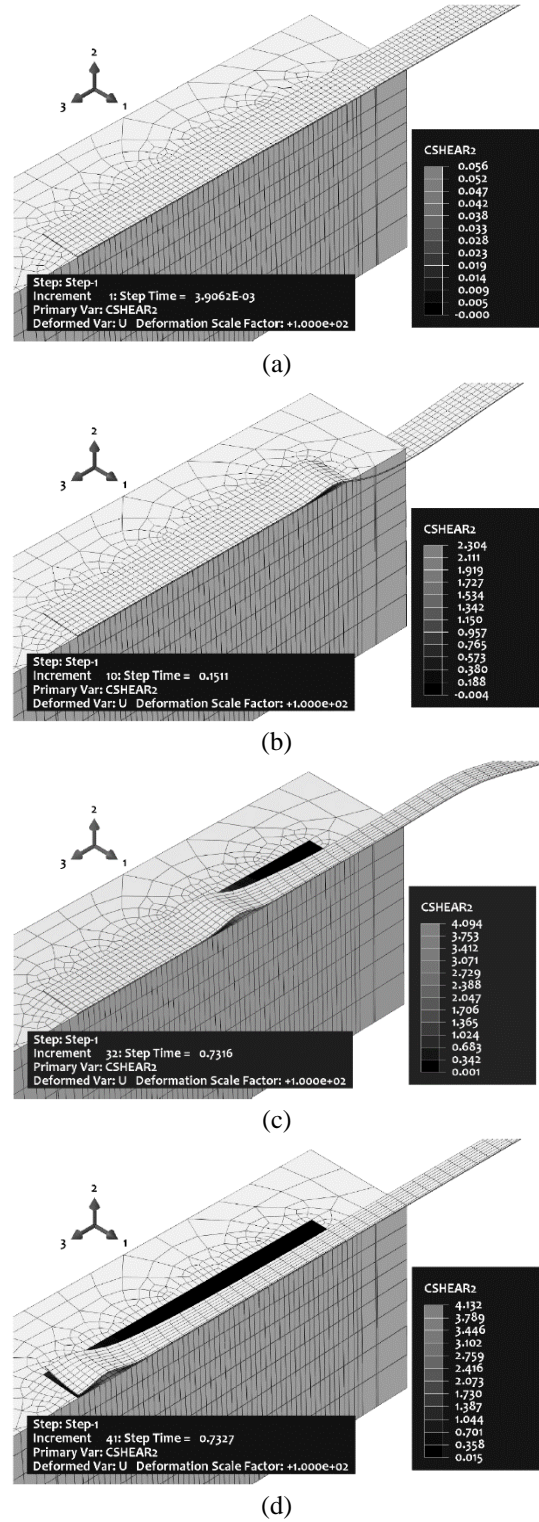 2
3
1
CSHEAR2
0.056
0.052
0.047
0.042
0.038
0.033
0.028
0.023
0.019
0.014
0.009
0.005
-0.000
Step: Step-1
Increment 1: Step Time = 3.9062E-03
Primary Var: CSHEAR2
Deformed Var: U Deformation Scale Factor: +1.000e+02
(a)
2
3
1
CSHEAR2
2.304
2.111
1.919
1.727
1.534
1.342
1.150
0.957
0.765
0.573
0.380
0.188
-0.004
Step: Step-1
Increment 10: Step Time = 0.1511
Primary Var: CSHEAR2
Deformed Var: U Deformation Scale Factor: +1.000e+02
(b)
2
3
1
CSHEAR2
4.094
3.753
3.412
3.071
2.729
2.388
2.047
1.706
1.365
1.024
0.683
0.342
0.001
Step: Step-1
Increment 32: Step Time = 0.7316
Primary Var: CSHEAR2
Deformed Var: U Deformation Scale Factor: +1.000e+02
(c)
2
3
1
CSHEAR2
4.132
3.789
3.446
3.102
2.759
2.416
2.073
1.730
1.387
1.044
0.701
0.358
0.015
Step: Step-1
Increment 41: Step Time = 0.7327
Primary Var: CSHEAR2
Deformed Var: U Deformation Scale Factor: +1.000e+02
(d)